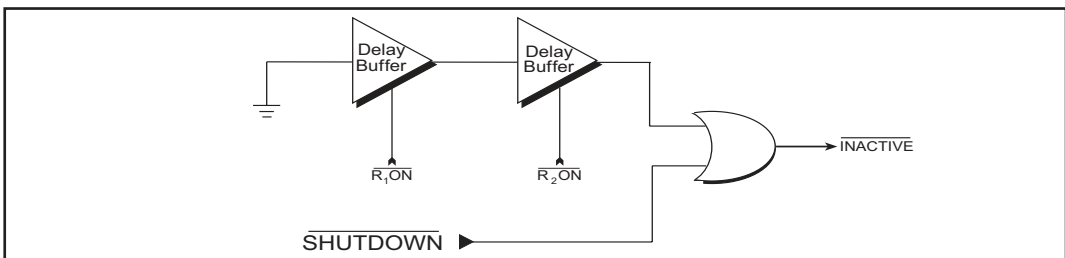 Delay
Buffer
Delay
Buffer
INACTIVE
R₁ON
R₂ON
SHUTDOWN